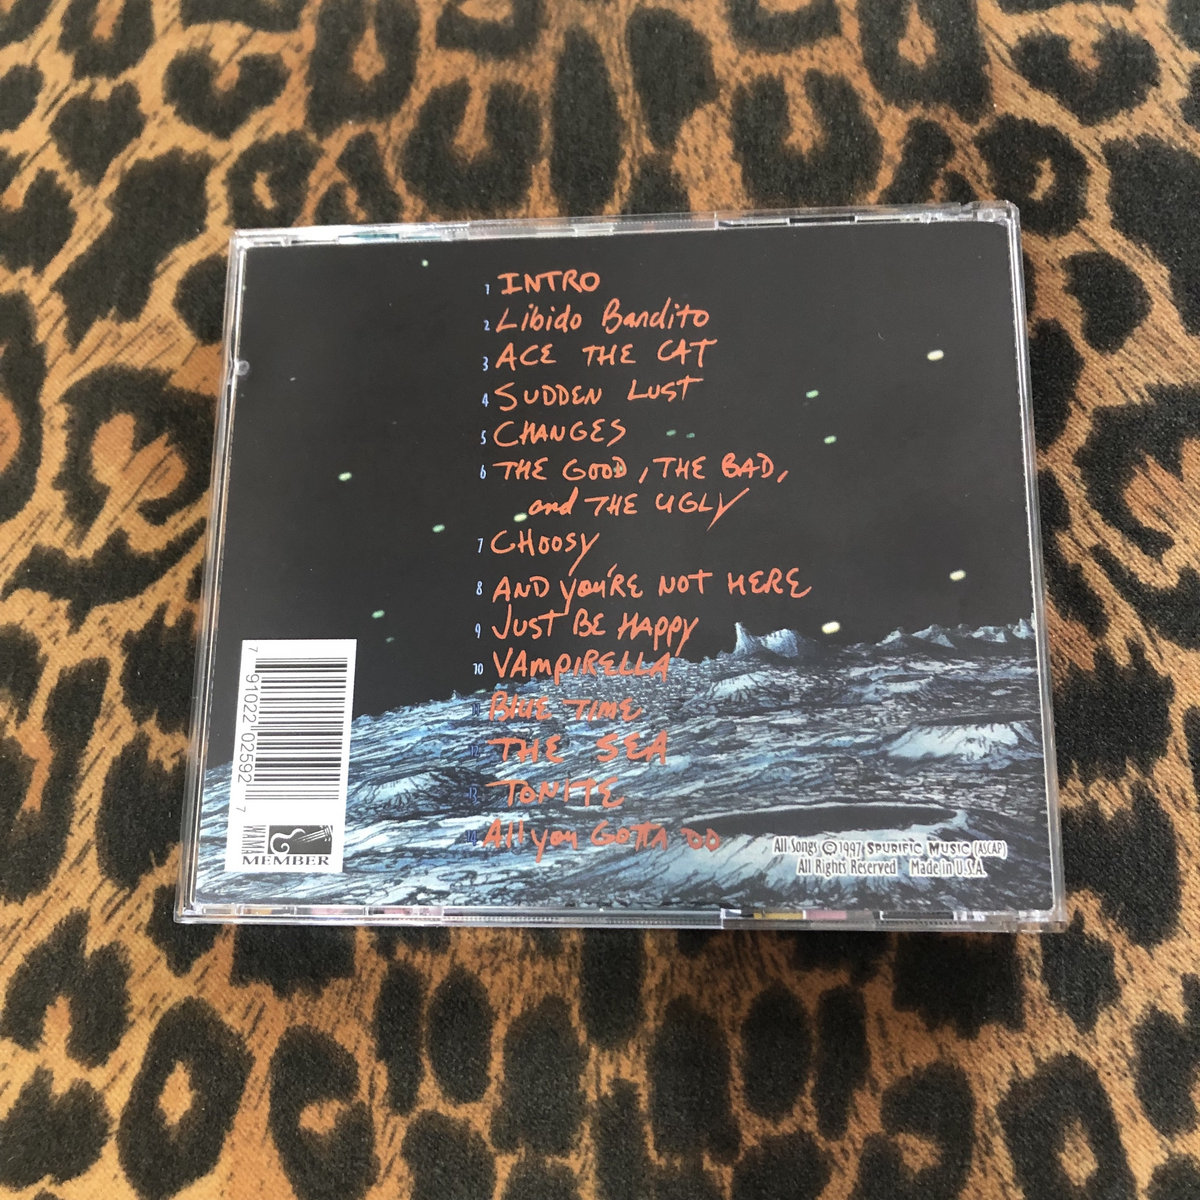 1 INTRO
2 Libido Bandito
3 ACE THE CAT
4 SUDDEN LUST
5 CHANGES
6 THE GOOD, THE BAD,
and THE UGLY
7 CHOOSY
8 AND YOU'RE NOT HERE
9 JUST BE HAPPY
10 VAMPIRELLA
11 BLUE TIME
12 THE SEA
13 TONITE
14 All you GOTTA DO
7 91022 02592 7
MEMBER
All Songs © 1997 SPURIFIC MUSIC (ASCAP)
All Rights Reserved Made in U.S.A.